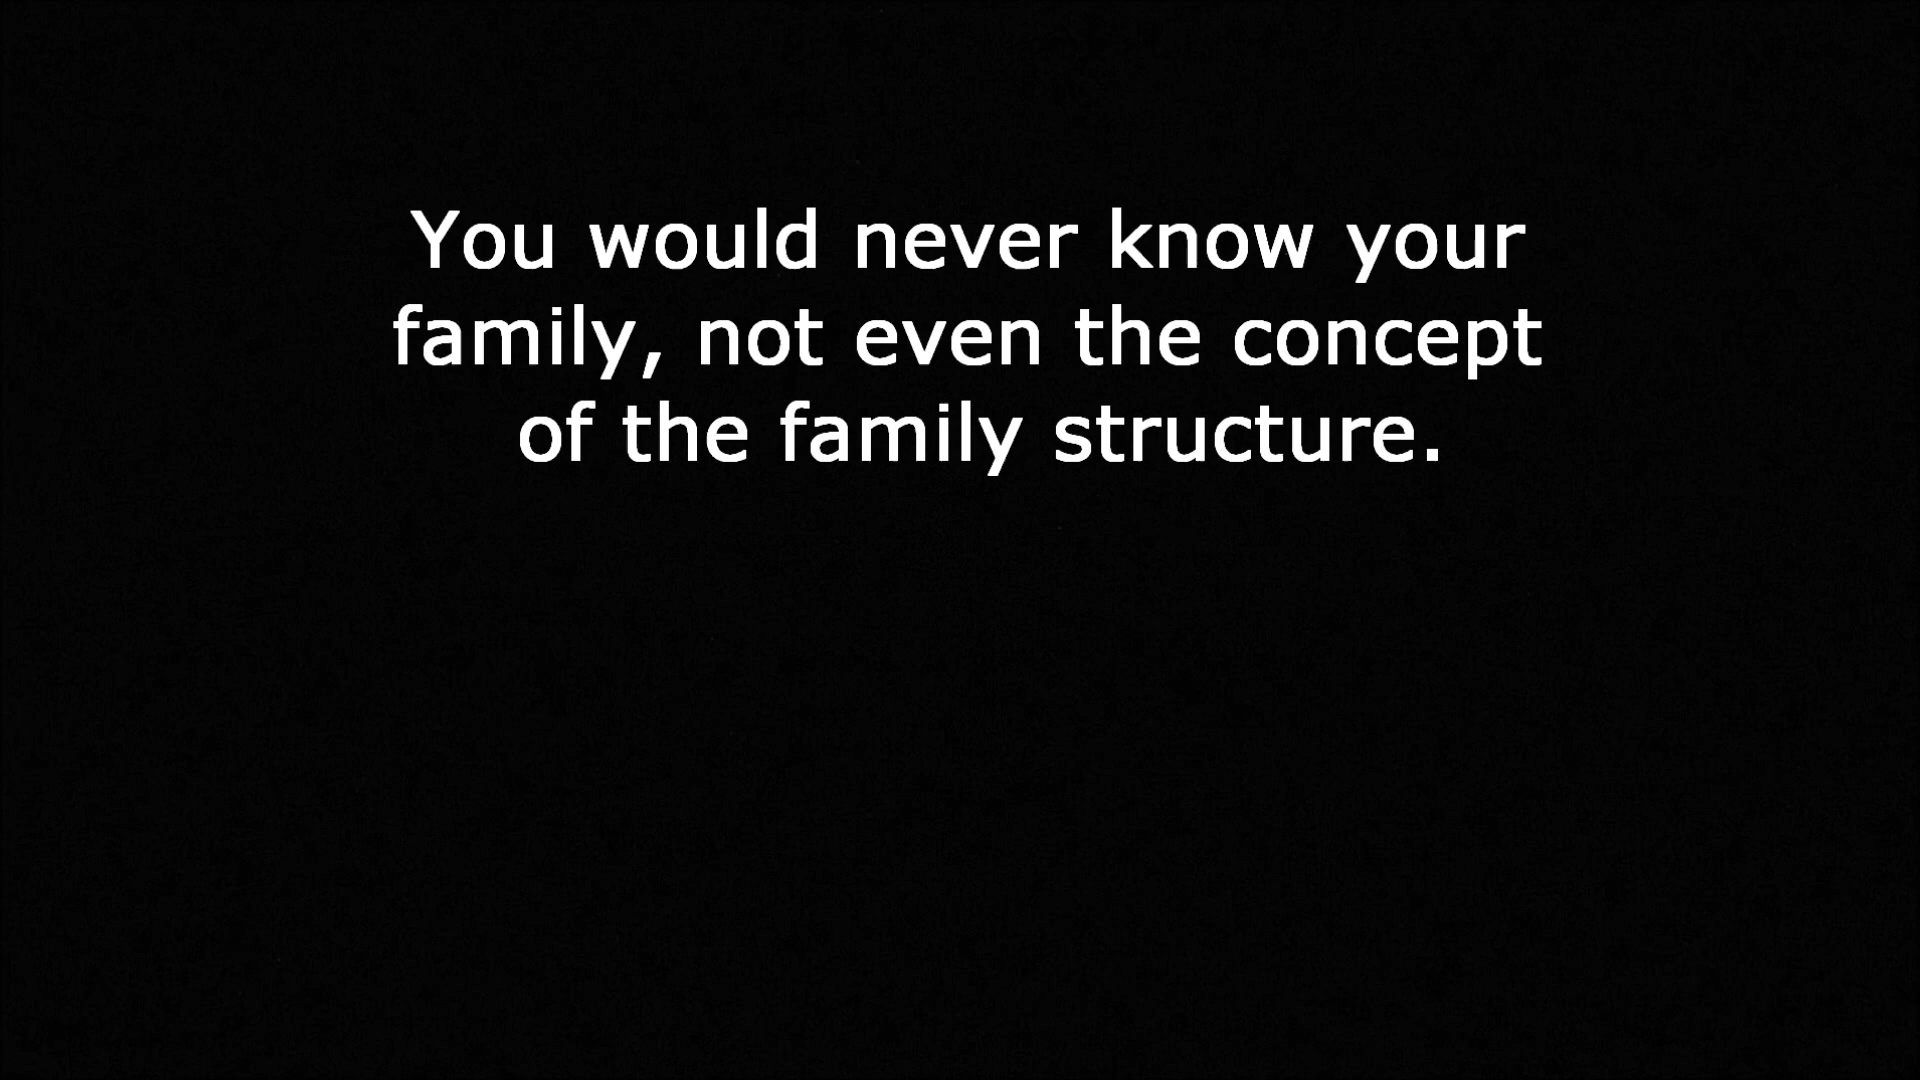 You would never know your
family, not even the concept
of the family structure.